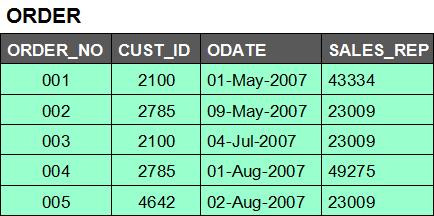 ORDER
ORDER_NO CUST_ID ODATE SALES_REP
001 2100 01-May-2007 43334
002 2785 09-May-2007 23009
003 2100 04-Jul-2007 23009
004 2785 01-Aug-2007 49275
005 4642 02-Aug-2007 23009